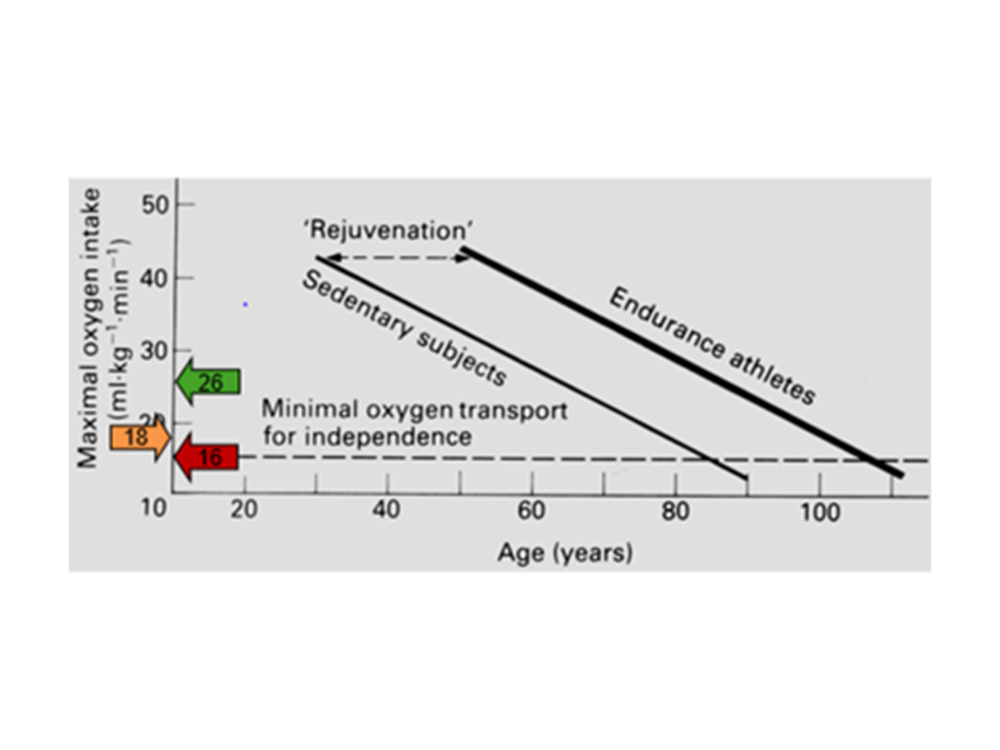 Maximal oxygen intake
(ml·kg⁻¹·min⁻¹)
50
40
30
20
10
'Rejuvenation'
Sedentary subjects
Endurance athletes
26
Minimal oxygen transport
for independence
18
16
20
40
60
80
100
Age (years)